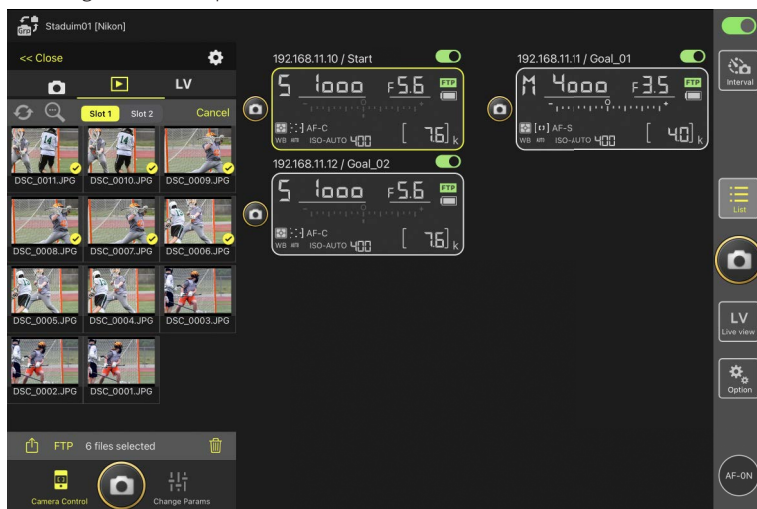 Grp
Staduim01 [Nikon]
<< Close
LV
Slot 1 Slot 2 Cancel
DSC_0011.JPG DSC_0010.JPG DSC_0009.JPG
DSC_0008.JPG DSC_0007.JPG DSC_0006.JPG
DSC_0005.JPG DSC_0004.JPG DSC_0003.JPG
DSC_0002.JPG DSC_0001.JPG
FTP 6 files selected
Camera Control Change Params
192.168.11.10 / Start
S 1000 F5.6 FTP
AF-C
WB AUTO ISO-AUTO 400 [ 7.6] k
192.168.11.11 / Goal_01
M 4000 F3.5 FTP
AF-S
WB AUTO ISO-AUTO 400 [ 4.0] k
192.168.11.12 / Goal_02
S 1000 F5.6 FTP
AF-C
WB AUTO ISO-AUTO 400 [ 7.6] k
Interval
List
LV
Live view
Option
AF-ON